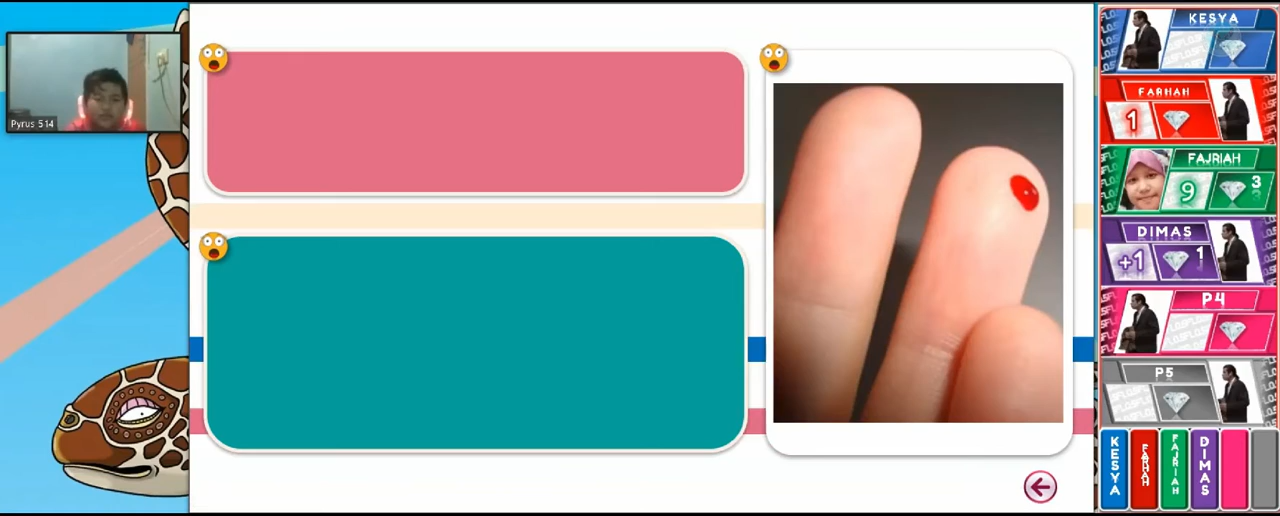 Pyrus 514
KESYA
FARHAH
1
FAJRIAH
9
3
DIMAS
+1
1
P4
P5
KESYA
FARHAH
FAJRIAH
DIMAS